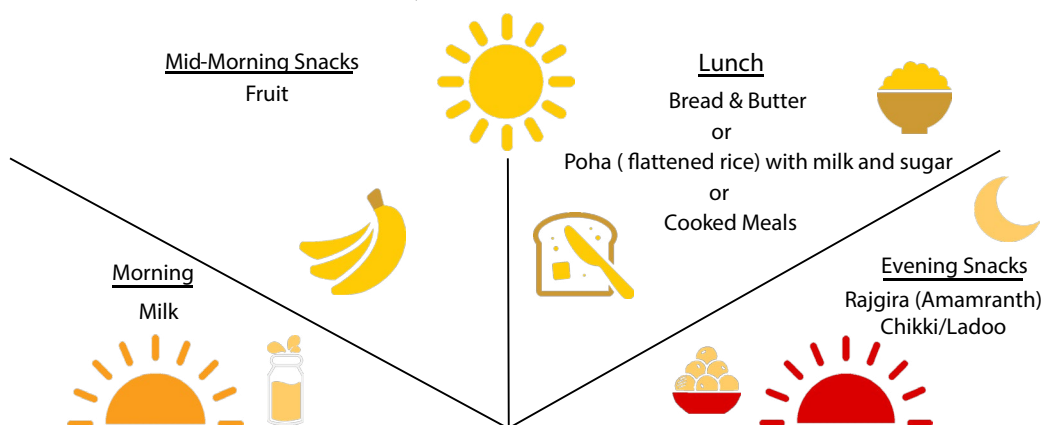 Mid-Morning Snacks
Fruit
Lunch
Bread & Butter
or
Poha ( flattened rice) with milk and sugar
or
Cooked Meals
Morning
Milk
Evening Snacks
Rajgira (Amamranth)
Chikki/Ladoo